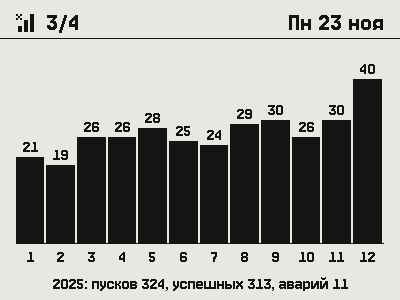 3/4 Пн 23 ноя
21 19 26 26 28 25 24 29 30 26 30 40
1 2 3 4 5 6 7 8 9 10 11 12
2025: пусков 324, успешных 313, аварий 11